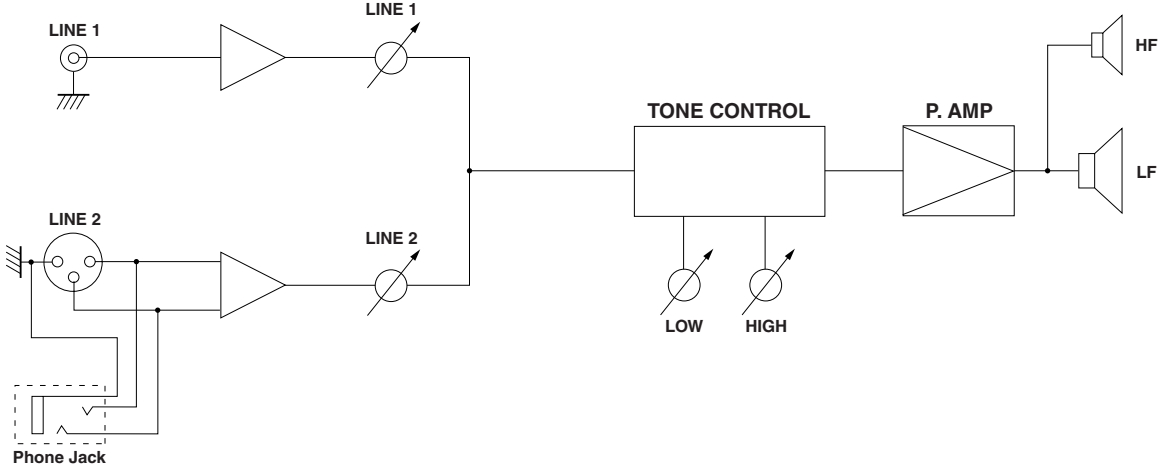 LINE 1
LINE 1
HF
TONE CONTROL
P. AMP
LF
LINE 2
LINE 2
LOW
HIGH
Phone Jack